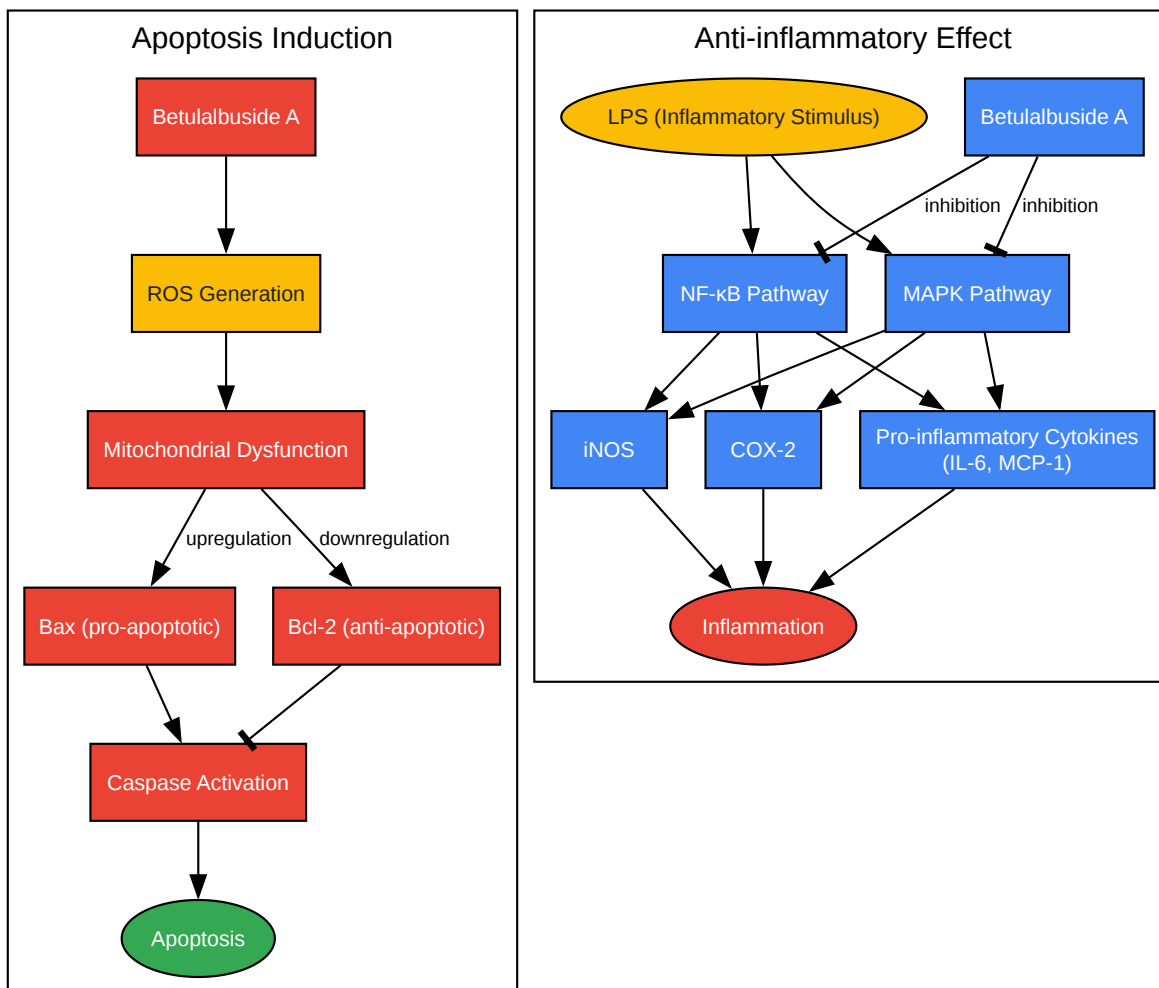 Apoptosis Induction
Betulalbuside A
ROS Generation
Mitochondrial Dysfunction
upregulation
downregulation
Bax (pro-apoptotic)
Bcl-2 (anti-apoptotic)
Caspase Activation
Apoptosis
Anti-inflammatory Effect
LPS (Inflammatory Stimulus)
Betulalbuside A
inhibition
inhibition
NF-κB Pathway
MAPK Pathway
iNOS
COX-2
Pro-inflammatory Cytokines
(IL-6, MCP-1)
Inflammation